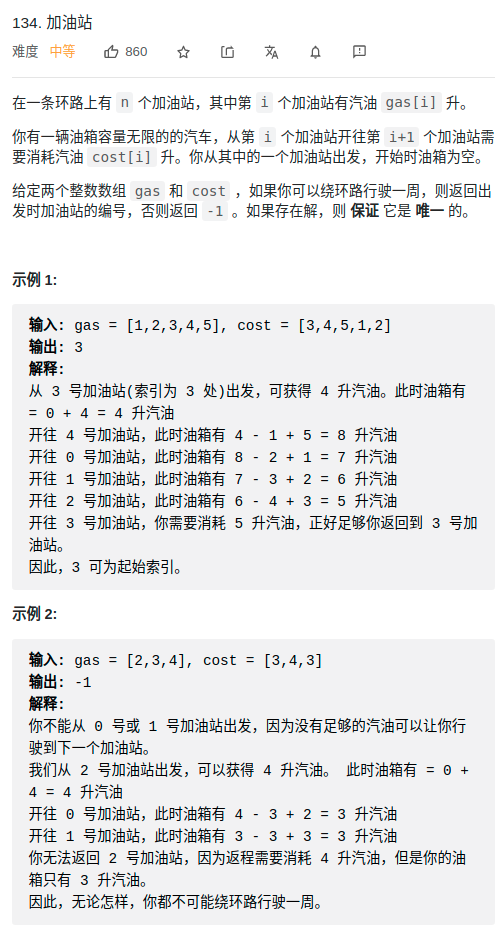 134. 加油站
难度 中等 860
在一条环路上有 n 个加油站，其中第 i 个加油站有汽油 gas[i] 升。
你有一辆油箱容量无限的的汽车，从第 i 个加油站开往第 i+1 个加油站需
要消耗汽油 cost[i] 升。你从其中的一个加油站出发，开始时油箱为空。
给定两个整数数组 gas 和 cost ，如果你可以绕环路行驶一周，则返回出
发时加油站的编号，否则返回 -1 。如果存在解，则 保证 它是 唯一 的。
示例 1:
输入: gas = [1,2,3,4,5], cost = [3,4,5,1,2]
输出: 3
解释:
从 3 号加油站(索引为 3 处)出发，可获得 4 升汽油。此时油箱有
= 0 + 4 = 4 升汽油
开往 4 号加油站，此时油箱有 4 - 1 + 5 = 8 升汽油
开往 0 号加油站，此时油箱有 8 - 2 + 1 = 7 升汽油
开往 1 号加油站，此时油箱有 7 - 3 + 2 = 6 升汽油
开往 2 号加油站，此时油箱有 6 - 4 + 3 = 5 升汽油
开往 3 号加油站，你需要消耗 5 升汽油，正好足够你返回到 3 号加
油站。
因此，3 可为起始索引。
示例 2:
输入: gas = [2,3,4], cost = [3,4,3]
输出: -1
解释:
你不能从 0 号或 1 号加油站出发，因为没有足够的汽油可以让你行
驶到下一个加油站。
我们从 2 号加油站出发，可以获得 4 升汽油。 此时油箱有 = 0 +
4 = 4 升汽油
开往 0 号加油站，此时油箱有 4 - 3 + 2 = 3 升汽油
开往 1 号加油站，此时油箱有 3 - 3 + 3 = 3 升汽油
你无法返回 2 号加油站，因为返程需要消耗 4 升汽油，但是你的油
箱只有 3 升汽油。
因此，无论怎样，你都不可能绕环路行驶一周。